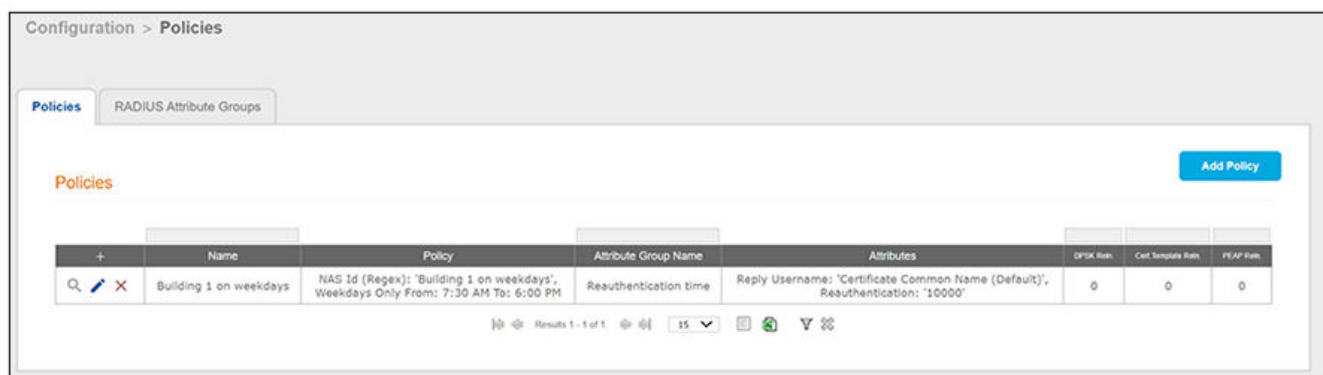 Configuration > Policies
Policies
RADIUS Attribute Groups
Add Policy
Policies
+ Name Policy Attribute Group Name Attributes DPSK Reln. Cert.Template Reln. PEAP Reln.
Building 1 on weekdays NAS Id (Regex): 'Building 1 on weekdays', Reauthentication time Reply Username: 'Certificate Common Name (Default)', 0 0 0
Weekdays Only From: 7:30 AM To: 6:00 PM Reauthentication: '10000'
Results 1 - 1 of 1 15